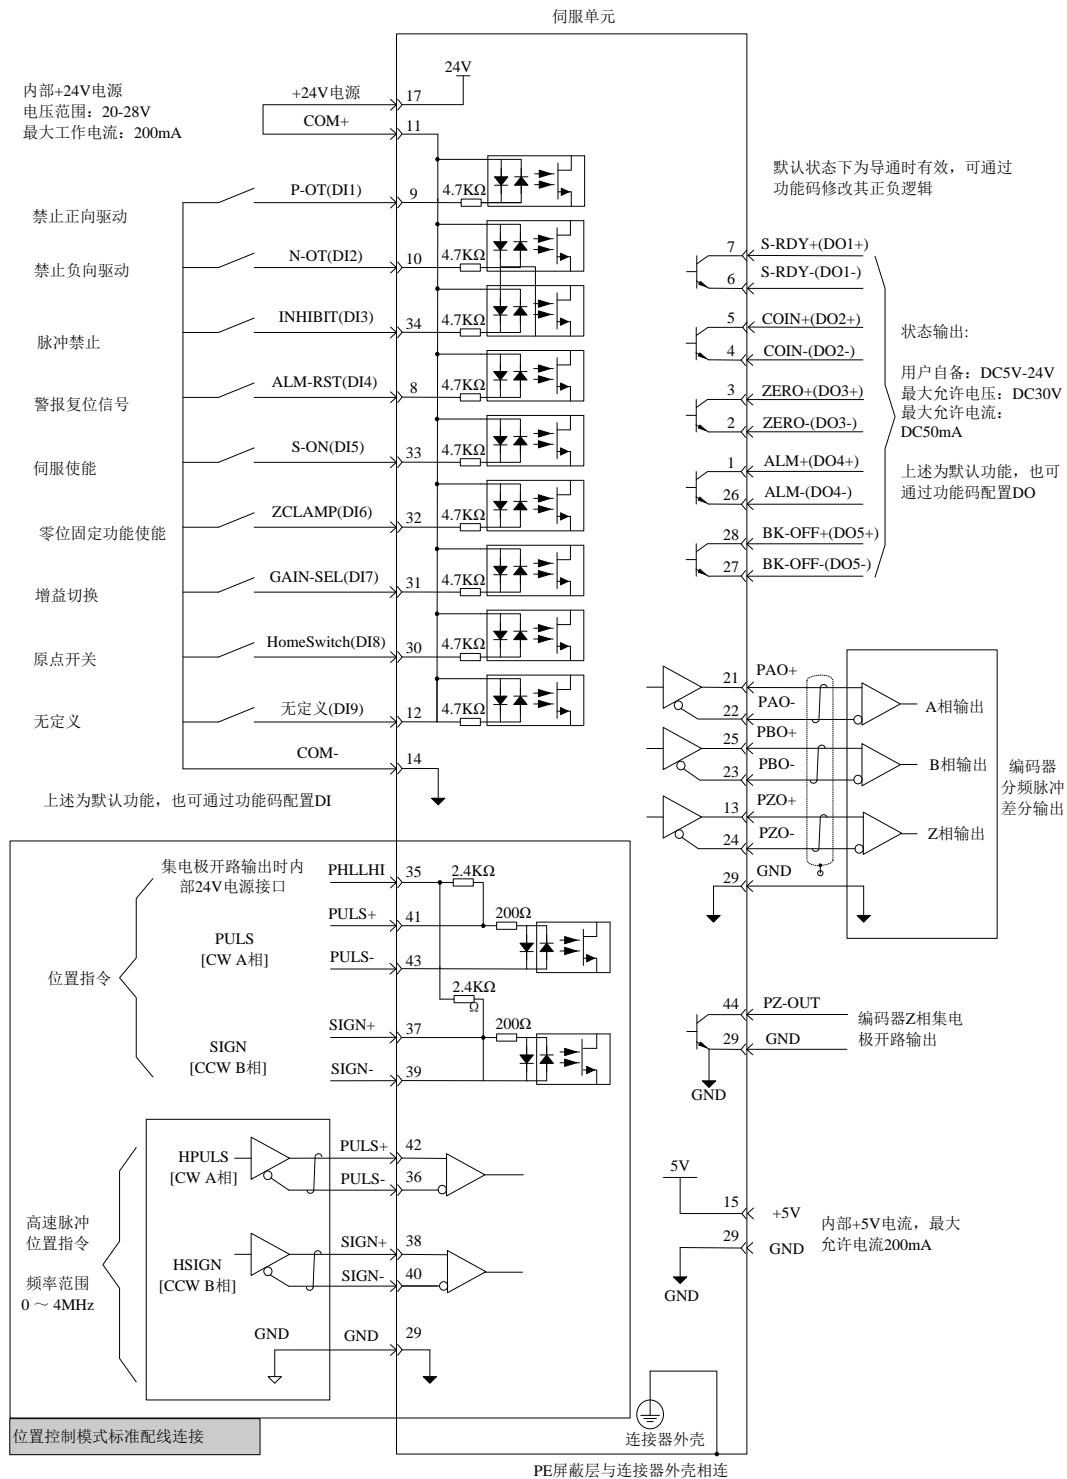 伺服单元
24V
内部+24V电源
电压范围：20-28V
最大工作电流：200mA
+24V电源
17
COM+
11
P-OT(DI1)
9
4.7KΩ
禁止正向驱动
N-OT(DI2)
10
4.7KΩ
禁止负向驱动
INHIBIT(DI3)
34
4.7KΩ
脉冲禁止
ALM-RST(DI4)
8
4.7KΩ
警报复位信号
S-ON(DI5)
33
4.7KΩ
伺服使能
ZCLAMP(DI6)
32
4.7KΩ
零位固定功能使能
GAIN-SEL(DI7)
31
4.7KΩ
增益切换
HomeSwitch(DI8)
30
4.7KΩ
原点开关
无定义(DI9)
12
4.7KΩ
无定义
COM-
14
上述为默认功能，也可通过功能码配置DI
默认状态下为导通时有效，可通过
功能码修改其正负逻辑
7
S-RDY+(DO1+)
6
S-RDY-(DO1-)
5
COIN+(DO2+)
4
COIN-(DO2-)
3
ZERO+(DO3+)
2
ZERO-(DO3-)
1
ALM+(DO4+)
26
ALM-(DO4-)
28
BK-OFF+(DO5+)
27
BK-OFF-(DO5-)
状态输出:
用户自备：DC5V-24V
最大允许电压：DC30V
最大允许电流：
DC50mA
上述为默认功能，也可
通过功能码配置DO
21
PAO+
22
PAO-
A相输出
25
PBO+
23
PBO-
B相输出
13
PZO+
24
PZO-
Z相输出
29
GND
编码器
分频脉冲
差分输出
集电极开路输出时内
部24V电源接口
PHLLHI
35
2.4KΩ
PULS+
41
200Ω
PULS
[CW A相]
PULS-
43
位置指令
2.4KΩ
Ω
SIGN+
37
200Ω
SIGN
[CCW B相]
SIGN-
39
44
PZ-OUT
29
GND
编码器Z相集电
极开路输出
GND
HPULS
[CW A相]
PULS+
42
PULS-
36
高速脉冲
位置指令
频率范围
0 ～ 4MHz
HSIGN
[CCW B相]
SIGN+
38
SIGN-
40
GND
GND
29
5V
15
+5V
29
GND
内部+5V电流，最大
允许电流200mA
GND
位置控制模式标准配线连接
连接器外壳
PE屏蔽层与连接器外壳相连